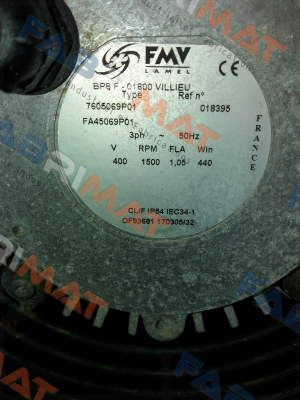 FMV
LAMEL
CE
BP8 F - 01800 VILLIEU
Type Ref n°
7605069P01 018395
FA45069P01
3ph ~ 50Hz
V RPM FLA Win
400 1500 1,05 440
CL/F IP54 IEC34-1
OF93681 170305/32
FRANCE
FABRIMAT